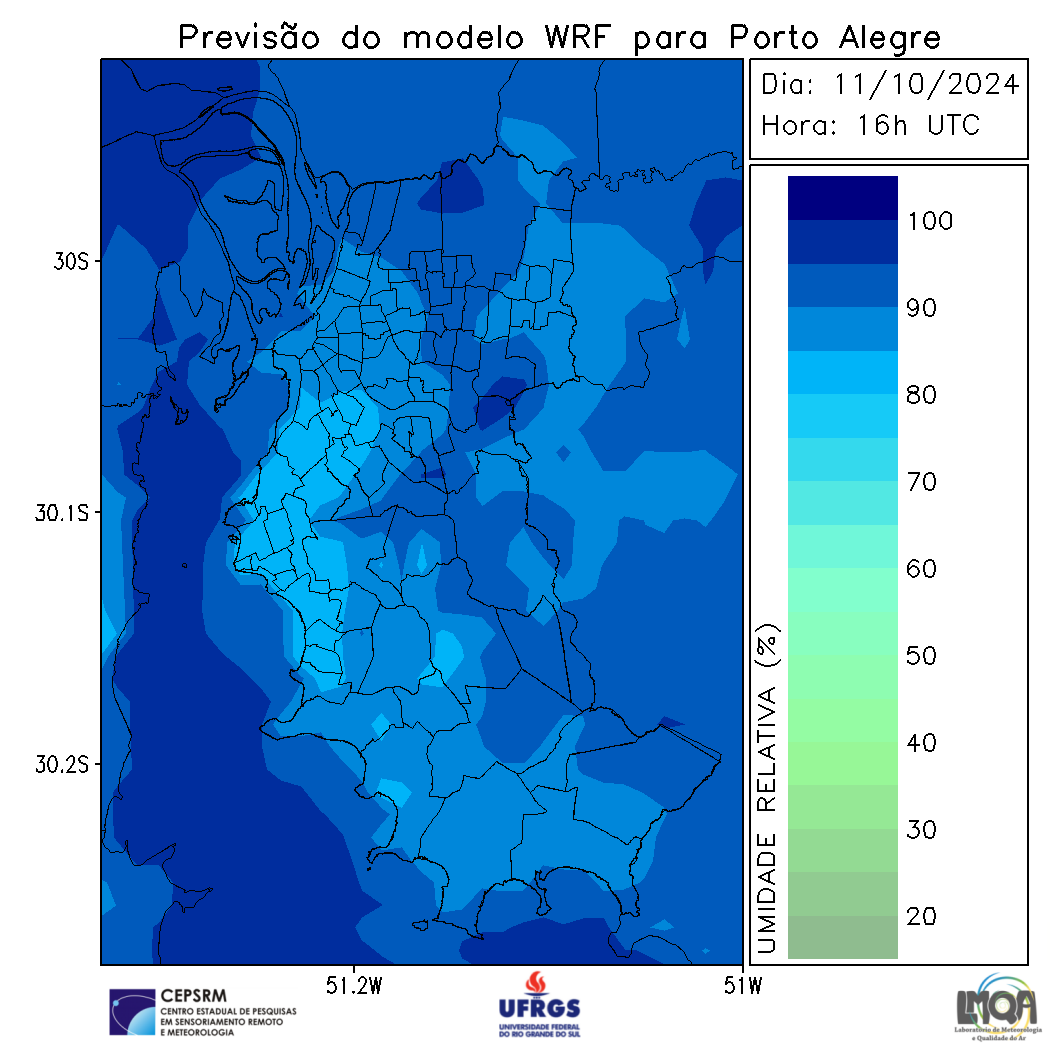 Previsão do modelo WRF para Porto Alegre
Dia: 11/10/2024
Hora: 16h UTC
30S
30.1S
30.2S
51.2W
51W
100
90
80
70
60
50
40
30
20
UMIDADE RELATIVA (%)
CEPSRM
CENTRO ESTADUAL DE PESQUISAS
EM SENSORIAMENTO REMOTO
E METEOROLOGIA
UFRGS
UNIVERSIDADE FEDERAL
DO RIO GRANDE DO SUL
LMQA
Laboratório de Meteorologia
e Qualidade do Ar